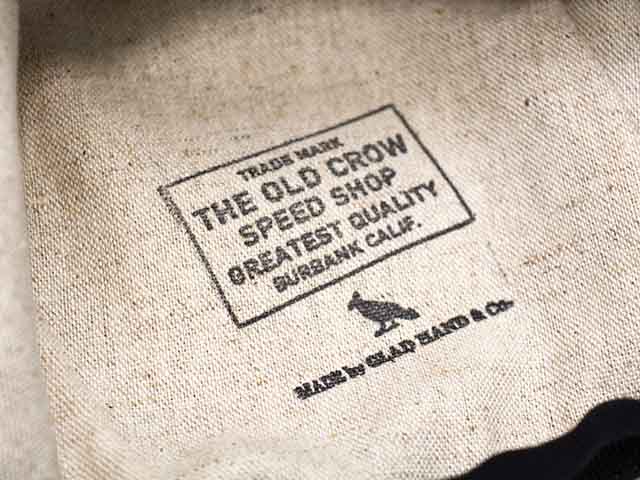 TRADE MARK
THE OLD CROW
SPEED SHOP
GREATEST QUALITY
BURBANK CALIF.
MADE by GLAD HAND & Co.